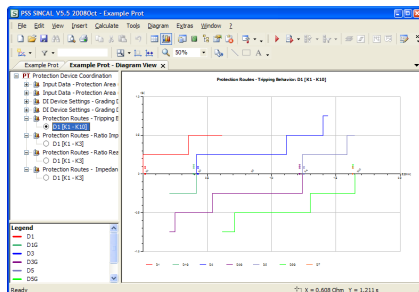 PSS SINCAL V5.5 2008Oct - Example Prot
File Edit View Insert Calculate Tools Diagram Extras Window ?
50%
Example Prot Example Prot - Diagram View
PT Protection Device Coordination
Input Data - Protection Area
Input Data - Protection Area
DI Device Settings - Grading D
DI Device Settings - Grading D
Protection Routes - Tripping B
D1 [K1 - K10]
Protection Routes - Ratio Inp
D1 [K1 - K3]
Protection Routes - Ratio Rea
D1 [K1 - K3]
Protection Routes - Impedan
D1 [K1 - K3]
Protection Routes - Tripping Behavior: D1 [K1 - K10]
Legend
D1
D1G
D3
D3G
D5
D5G
Ready
X = 0.608 Ohm Y = 1.211 s